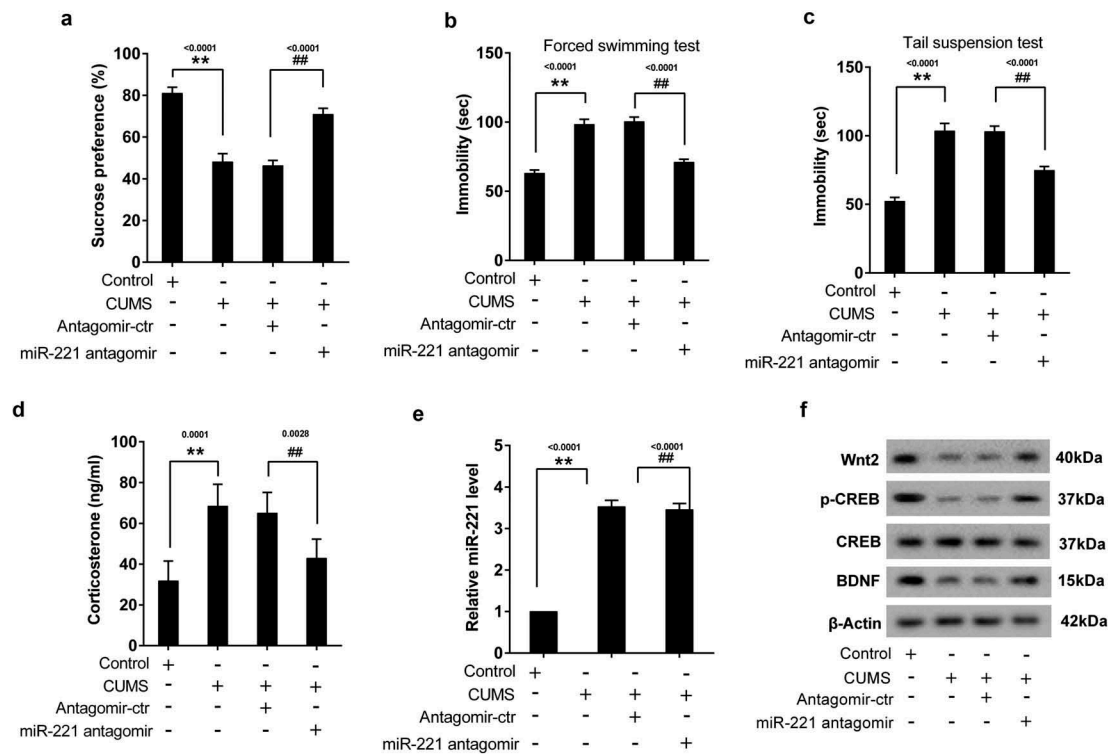 a
<0.0001
<0.0001
**
##
Sucrose preference (%)
100
80
60
40
20
0
Control + - - -
CUMS - + + +
Antagomir-ctr - - + -
miR-221 antagomir - - - +
b
Forced swimming test
<0.0001
<0.0001
**
##
Immobility (sec)
150
100
50
0
Control + - - -
CUMS - + + +
Antagomir-ctr - - + -
miR-221 antagomir - - - +
c
Tail suspension test
<0.0001
<0.0001
**
##
Immobility (sec)
150
100
50
0
Control + - - -
CUMS - + + +
Antagomir-ctr - - + -
miR-221 antagomir - - - +
d
0.0001
0.0028
**
##
Corticosterone (ng/ml)
100
80
60
40
20
0
Control + - - -
CUMS - + + +
Antagomir-ctr - - + -
miR-221 antagomir - - - +
e
<0.0001
<0.0001
**
##
Relative miR-221 level
5
4
3
2
1
0
Control + - - -
CUMS - + + +
Antagomir-ctr - - + -
miR-221 antagomir - - - +
f
Wnt2 40kDa
p-CREB 37kDa
CREB 37kDa
BDNF 15kDa
β-Actin 42kDa
Control + - - -
CUMS - + + +
Antagomir-ctr - - + -
miR-221 antagomir - - - +